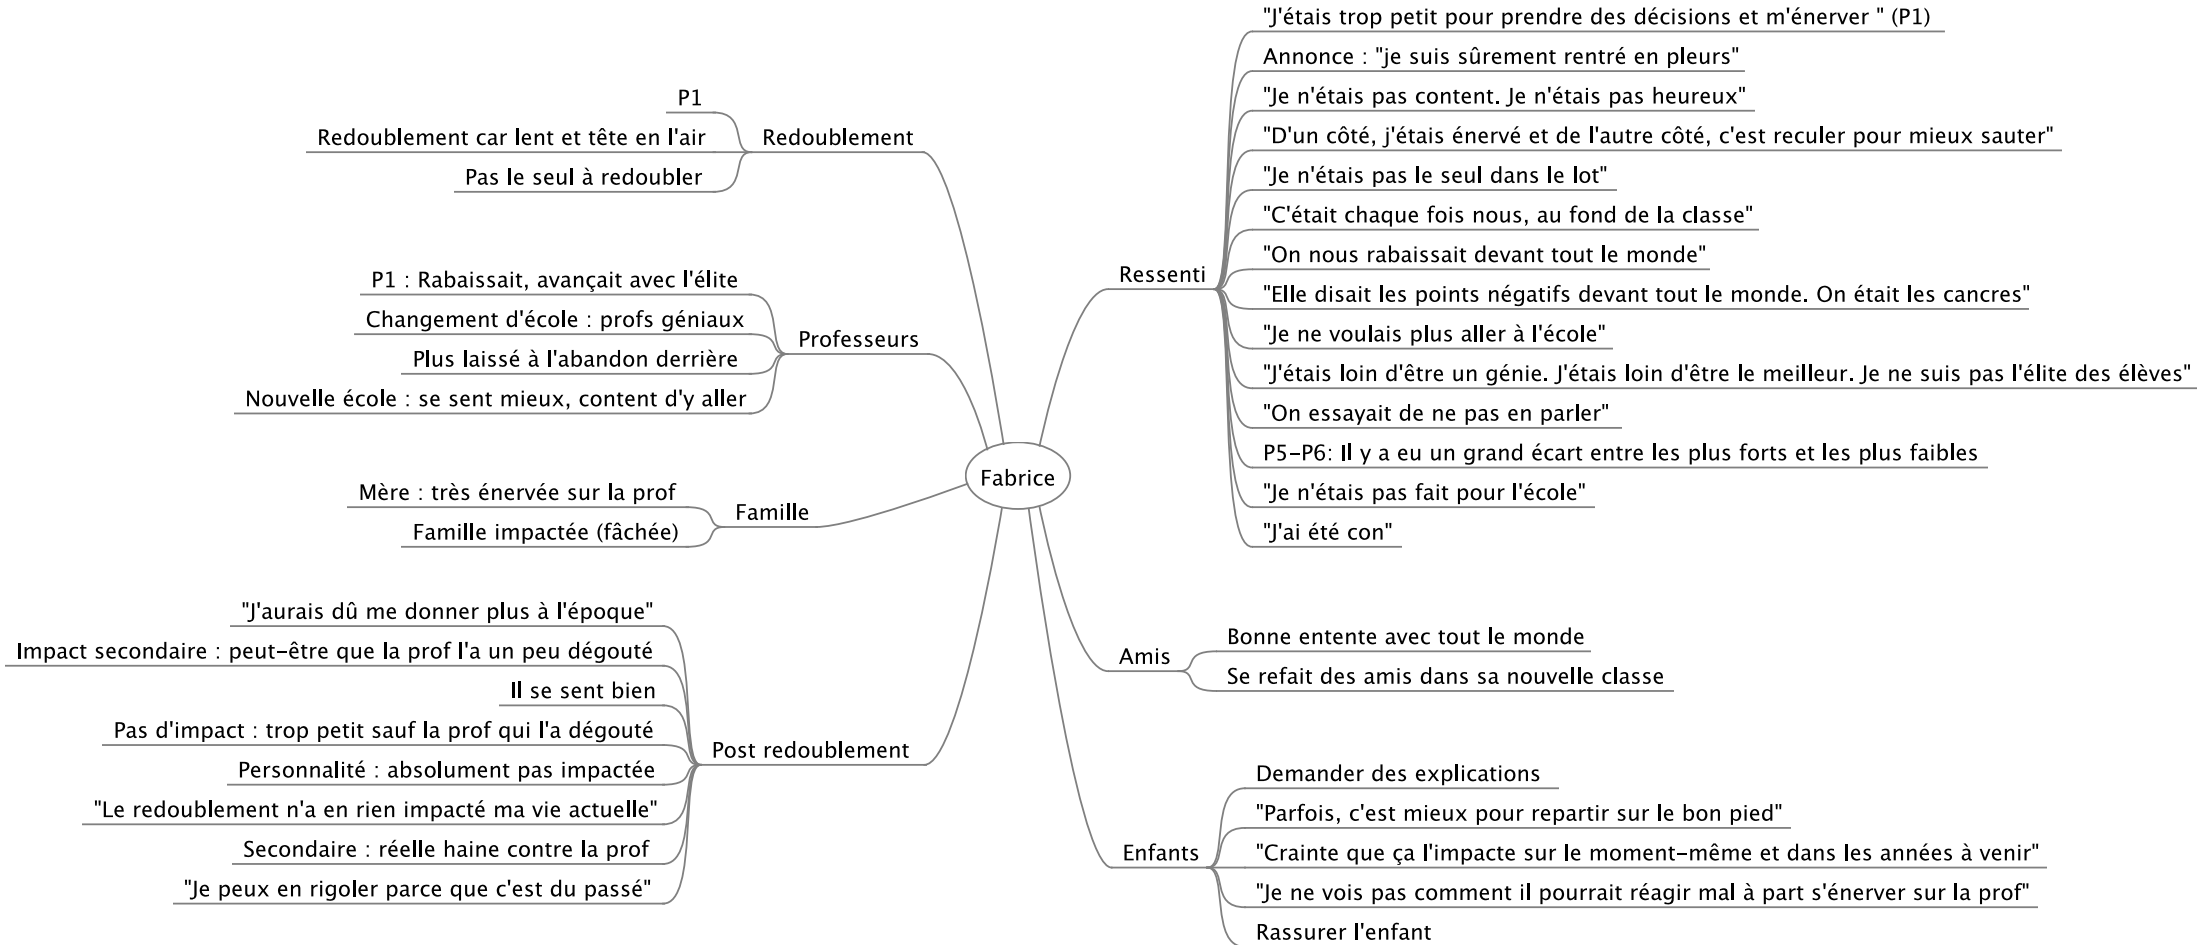 Fabrice
Redoublement
P1
Redoublement car lent et tête en l'air
Pas le seul à redoubler
Professeurs
P1 : Rabaissait, avançait avec l'élite
Changement d'école : profs géniaux
Plus laissé à l'abandon derrière
Nouvelle école : se sent mieux, content d'y aller
Famille
Mère : très énervée sur la prof
Famille impactée (fâchée)
Post redoublement
"J'aurais dû me donner plus à l'époque"
Impact secondaire : peut-être que la prof l'a un peu dégouté
Il se sent bien
Pas d'impact : trop petit sauf la prof qui l'a dégouté
Personnalité : absolument pas impactée
"Le redoublement n'a en rien impacté ma vie actuelle"
Secondaire : réelle haine contre la prof
"Je peux en rigoler parce que c'est du passé"
Ressenti
"J'étais trop petit pour prendre des décisions et m'énerver " (P1)
Annonce : "je suis sûrement rentré en pleurs"
"Je n'étais pas content. Je n'étais pas heureux"
"D'un côté, j'étais énervé et de l'autre côté, c'est reculer pour mieux sauter"
"Je n'étais pas le seul dans le lot"
"C'était chaque fois nous, au fond de la classe"
"On nous rabaissait devant tout le monde"
"Elle disait les points négatifs devant tout le monde. On était les cancres"
"Je ne voulais plus aller à l'école"
"J'étais loin d'être un génie. J'étais loin d'être le meilleur. Je ne suis pas l'élite des élèves"
"On essayait de ne pas en parler"
P5-P6: Il y a eu un grand écart entre les plus forts et les plus faibles
"Je n'étais pas fait pour l'école"
"J'ai été con"
Amis
Bonne entente avec tout le monde
Se refait des amis dans sa nouvelle classe
Enfants
Demander des explications
"Parfois, c'est mieux pour repartir sur le bon pied"
"Crainte que ça l'impacte sur le moment-même et dans les années à venir"
"Je ne vois pas comment il pourrait réagir mal à part s'énerver sur la prof"
Rassurer l'enfant